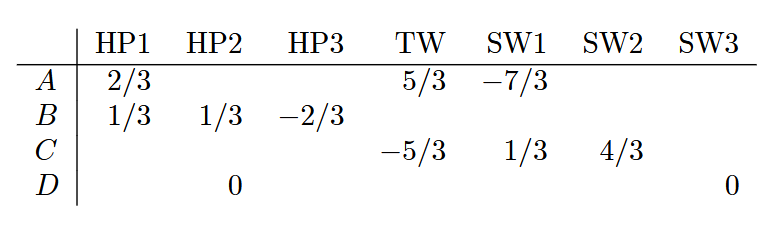 HP1 HP2 HP3 TW SW1 SW2 SW3
A 2/3 5/3 −7/3
B 1/3 1/3 −2/3
C −5/3 1/3 4/3
D 0 0